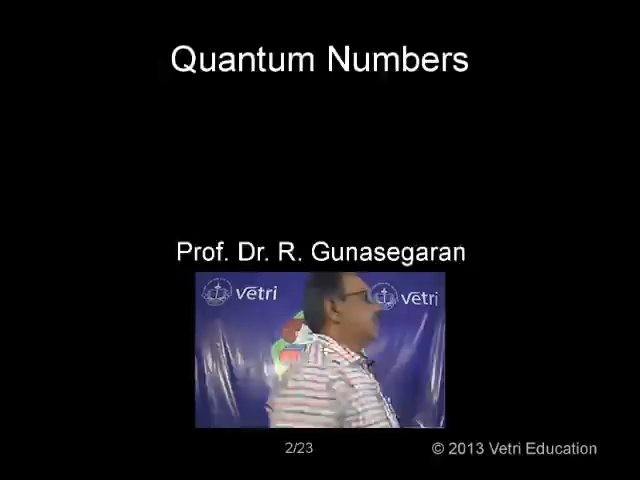 Quantum Numbers
Prof. Dr. R. Gunasegaran
vetri
vetri
2/23
© 2013 Vetri Education